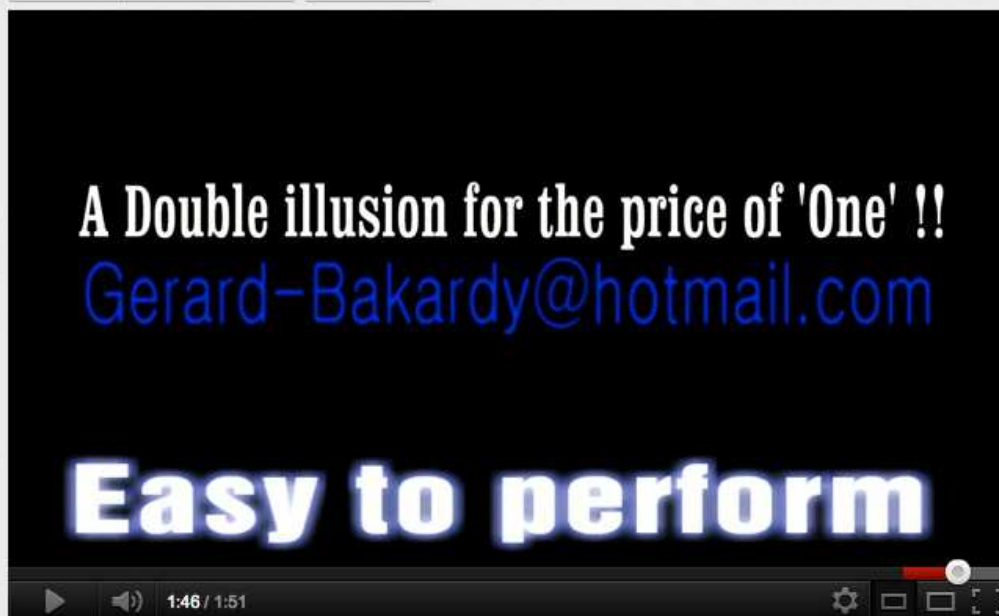 A Double illusion for the price of 'One' !!
Gerard-Bakardy@hotmail.com
Easy to perform
1:46 / 1:51